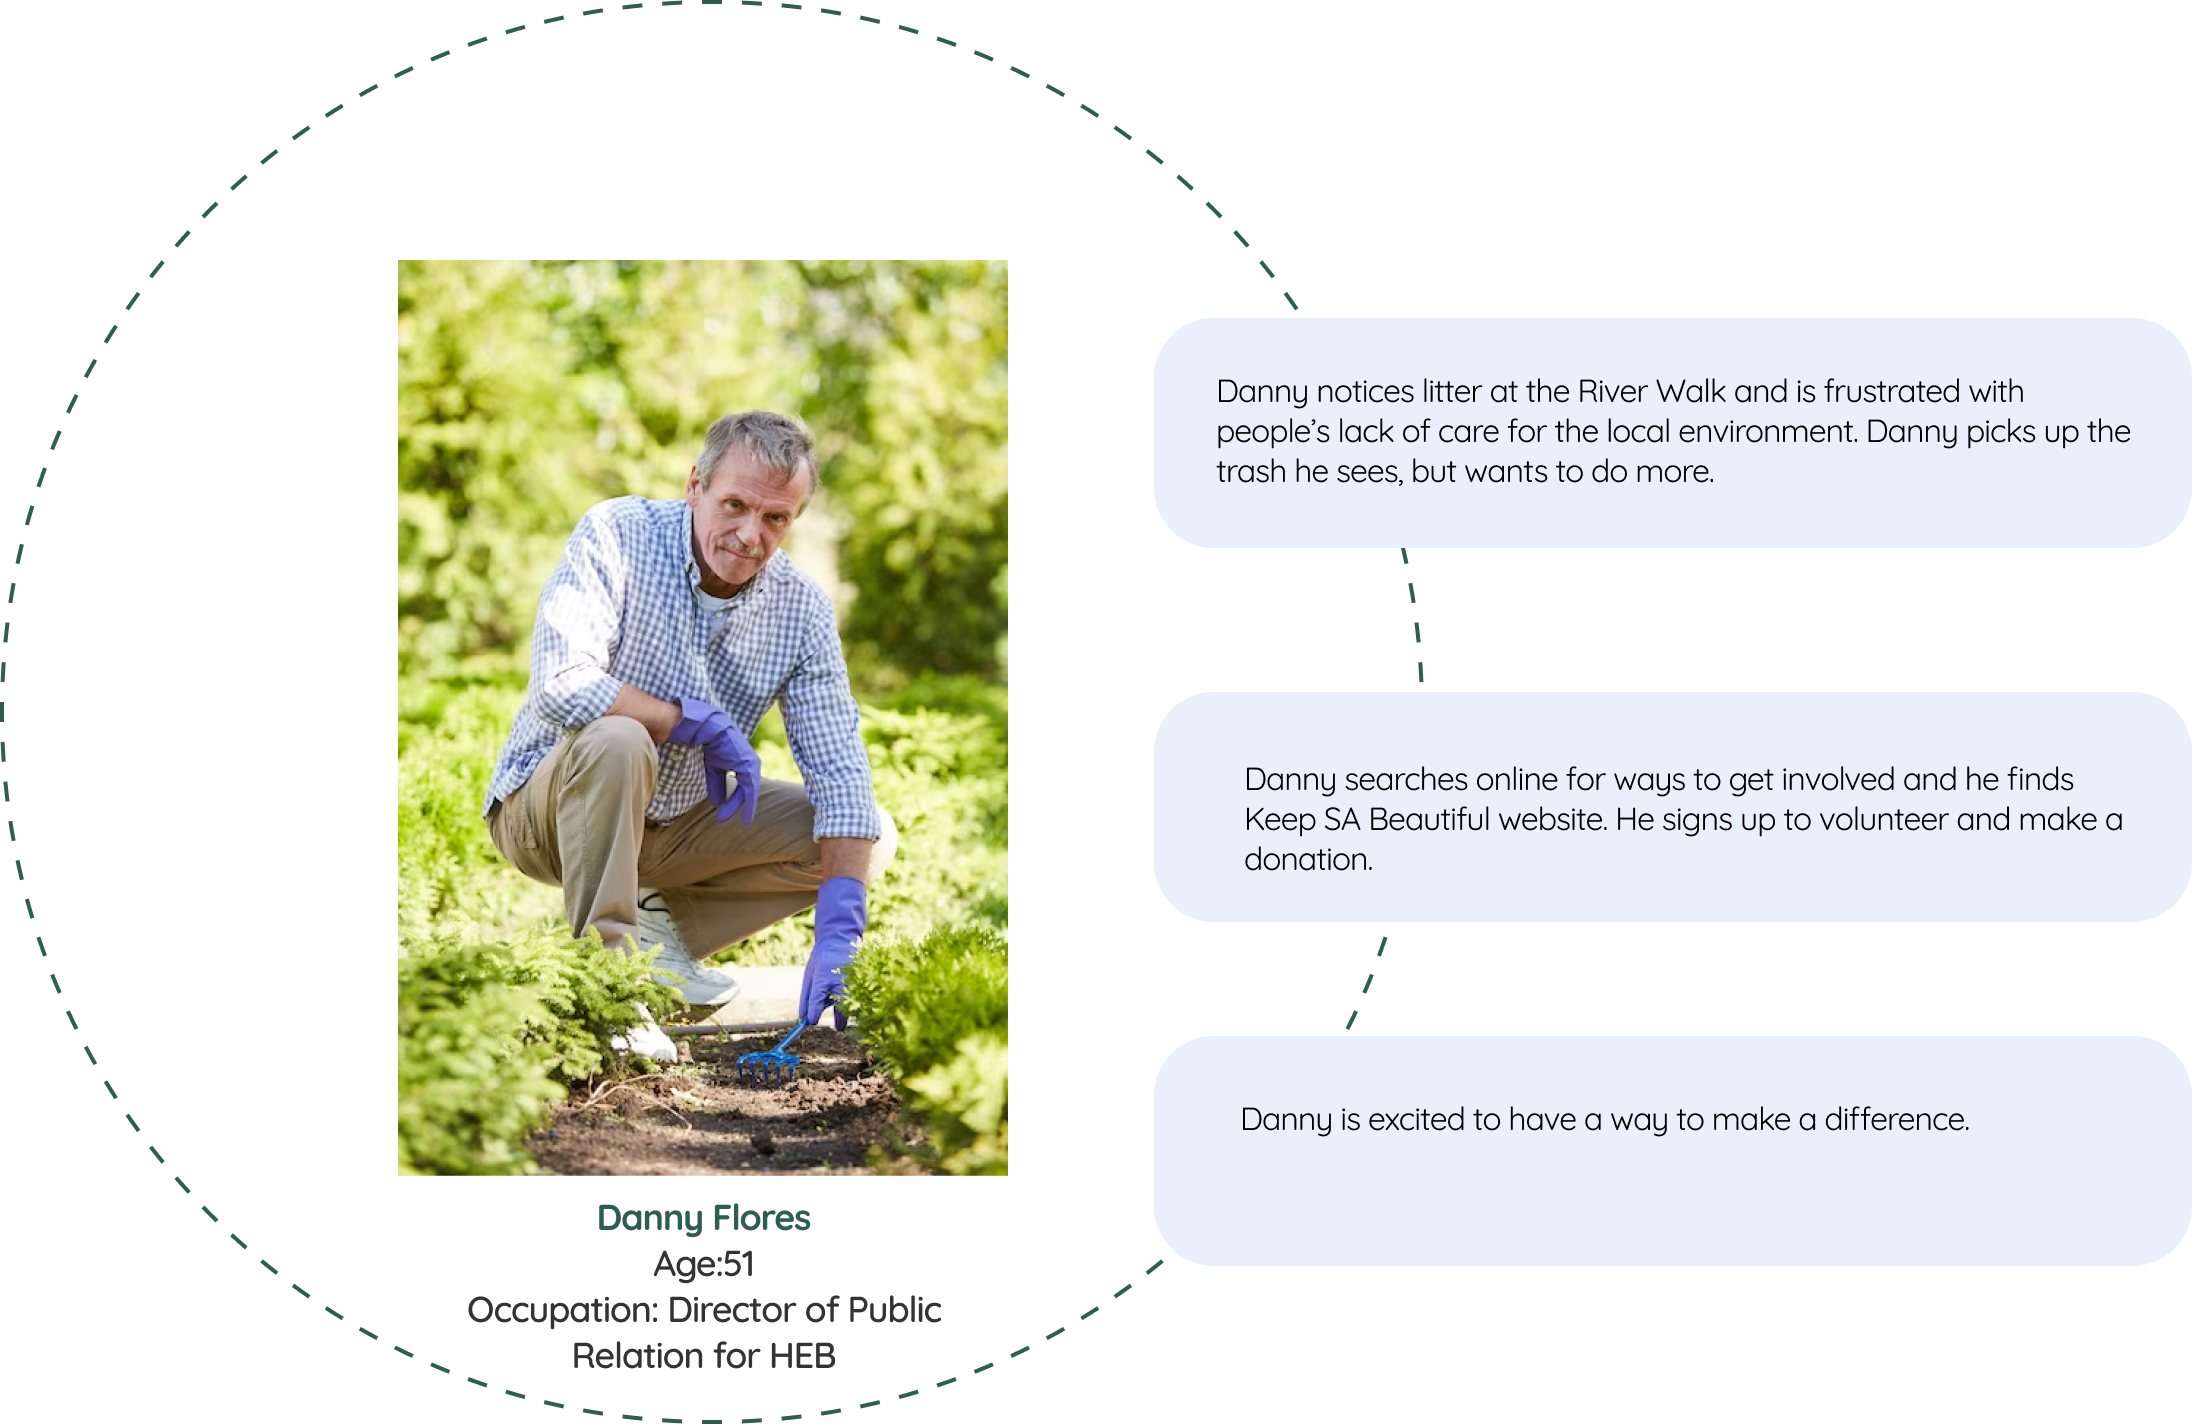 Danny notices litter at the River Walk and is frustrated with
people’s lack of care for the local environment. Danny picks up the
trash he sees, but wants to do more.
Danny searches online for ways to get involved and he finds
Keep SA Beautiful website. He signs up to volunteer and make a
donation.
Danny is excited to have a way to make a difference.
Danny Flores
Age:51
Occupation: Director of Public
Relation for HEB